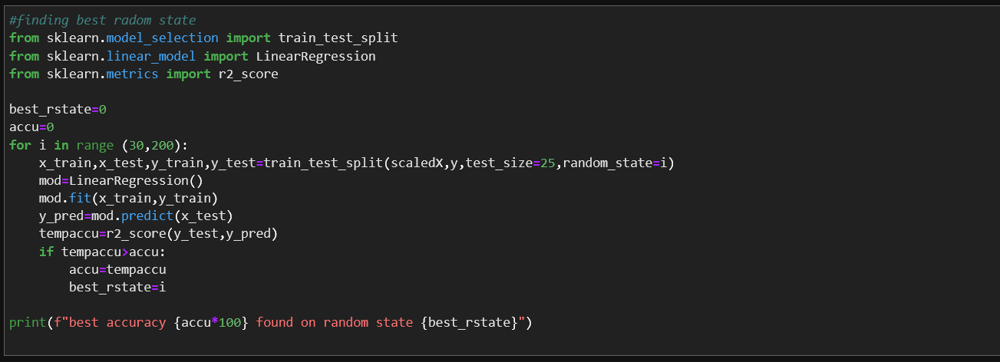 #finding best radom state
from sklearn.model_selection import train_test_split
from sklearn.linear_model import LinearRegression
from sklearn.metrics import r2_score
best_rstate=0
accu=0
for i in range (30,200):
    x_train,x_test,y_train,y_test=train_test_split(scaledX,y,test_size=25,random_state=i)
    mod=LinearRegression()
    mod.fit(x_train,y_train)
    y_pred=mod.predict(x_test)
    tempaccu=r2_score(y_test,y_pred)
    if tempaccu>accu:
        accu=tempaccu
        best_rstate=i
print(f"best accuracy {accu*100} found on random state {best_rstate}")